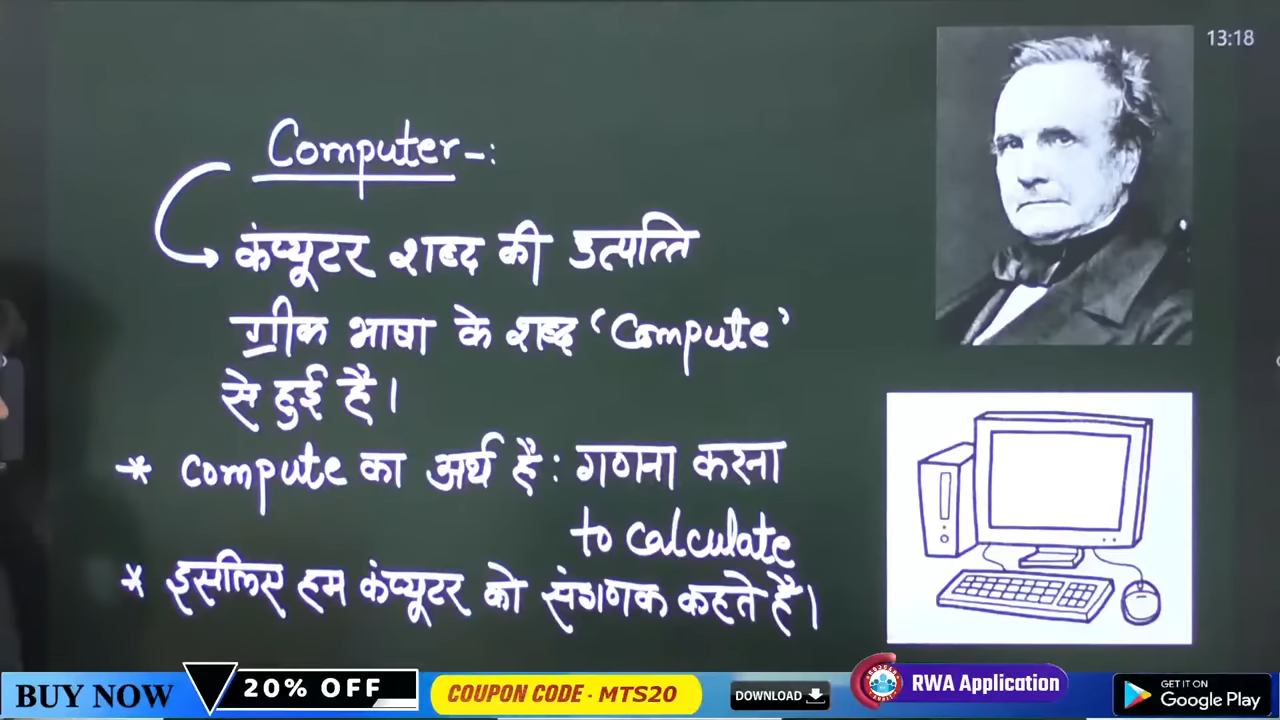 13:18
Computer-:
कंप्यूटर शब्द की उत्पत्ति
ग्रीक भाषा के शब्द 'Compute'
से हुई है।
* compute का अर्थ है : गणना करना
to calculate
* इसलिए हम कंप्यूटर को संगणक कहते हैं।
BUY NOW
20% OFF
COUPON CODE - MTS20
DOWNLOAD
RWA Application
GET IT ON
Google Play